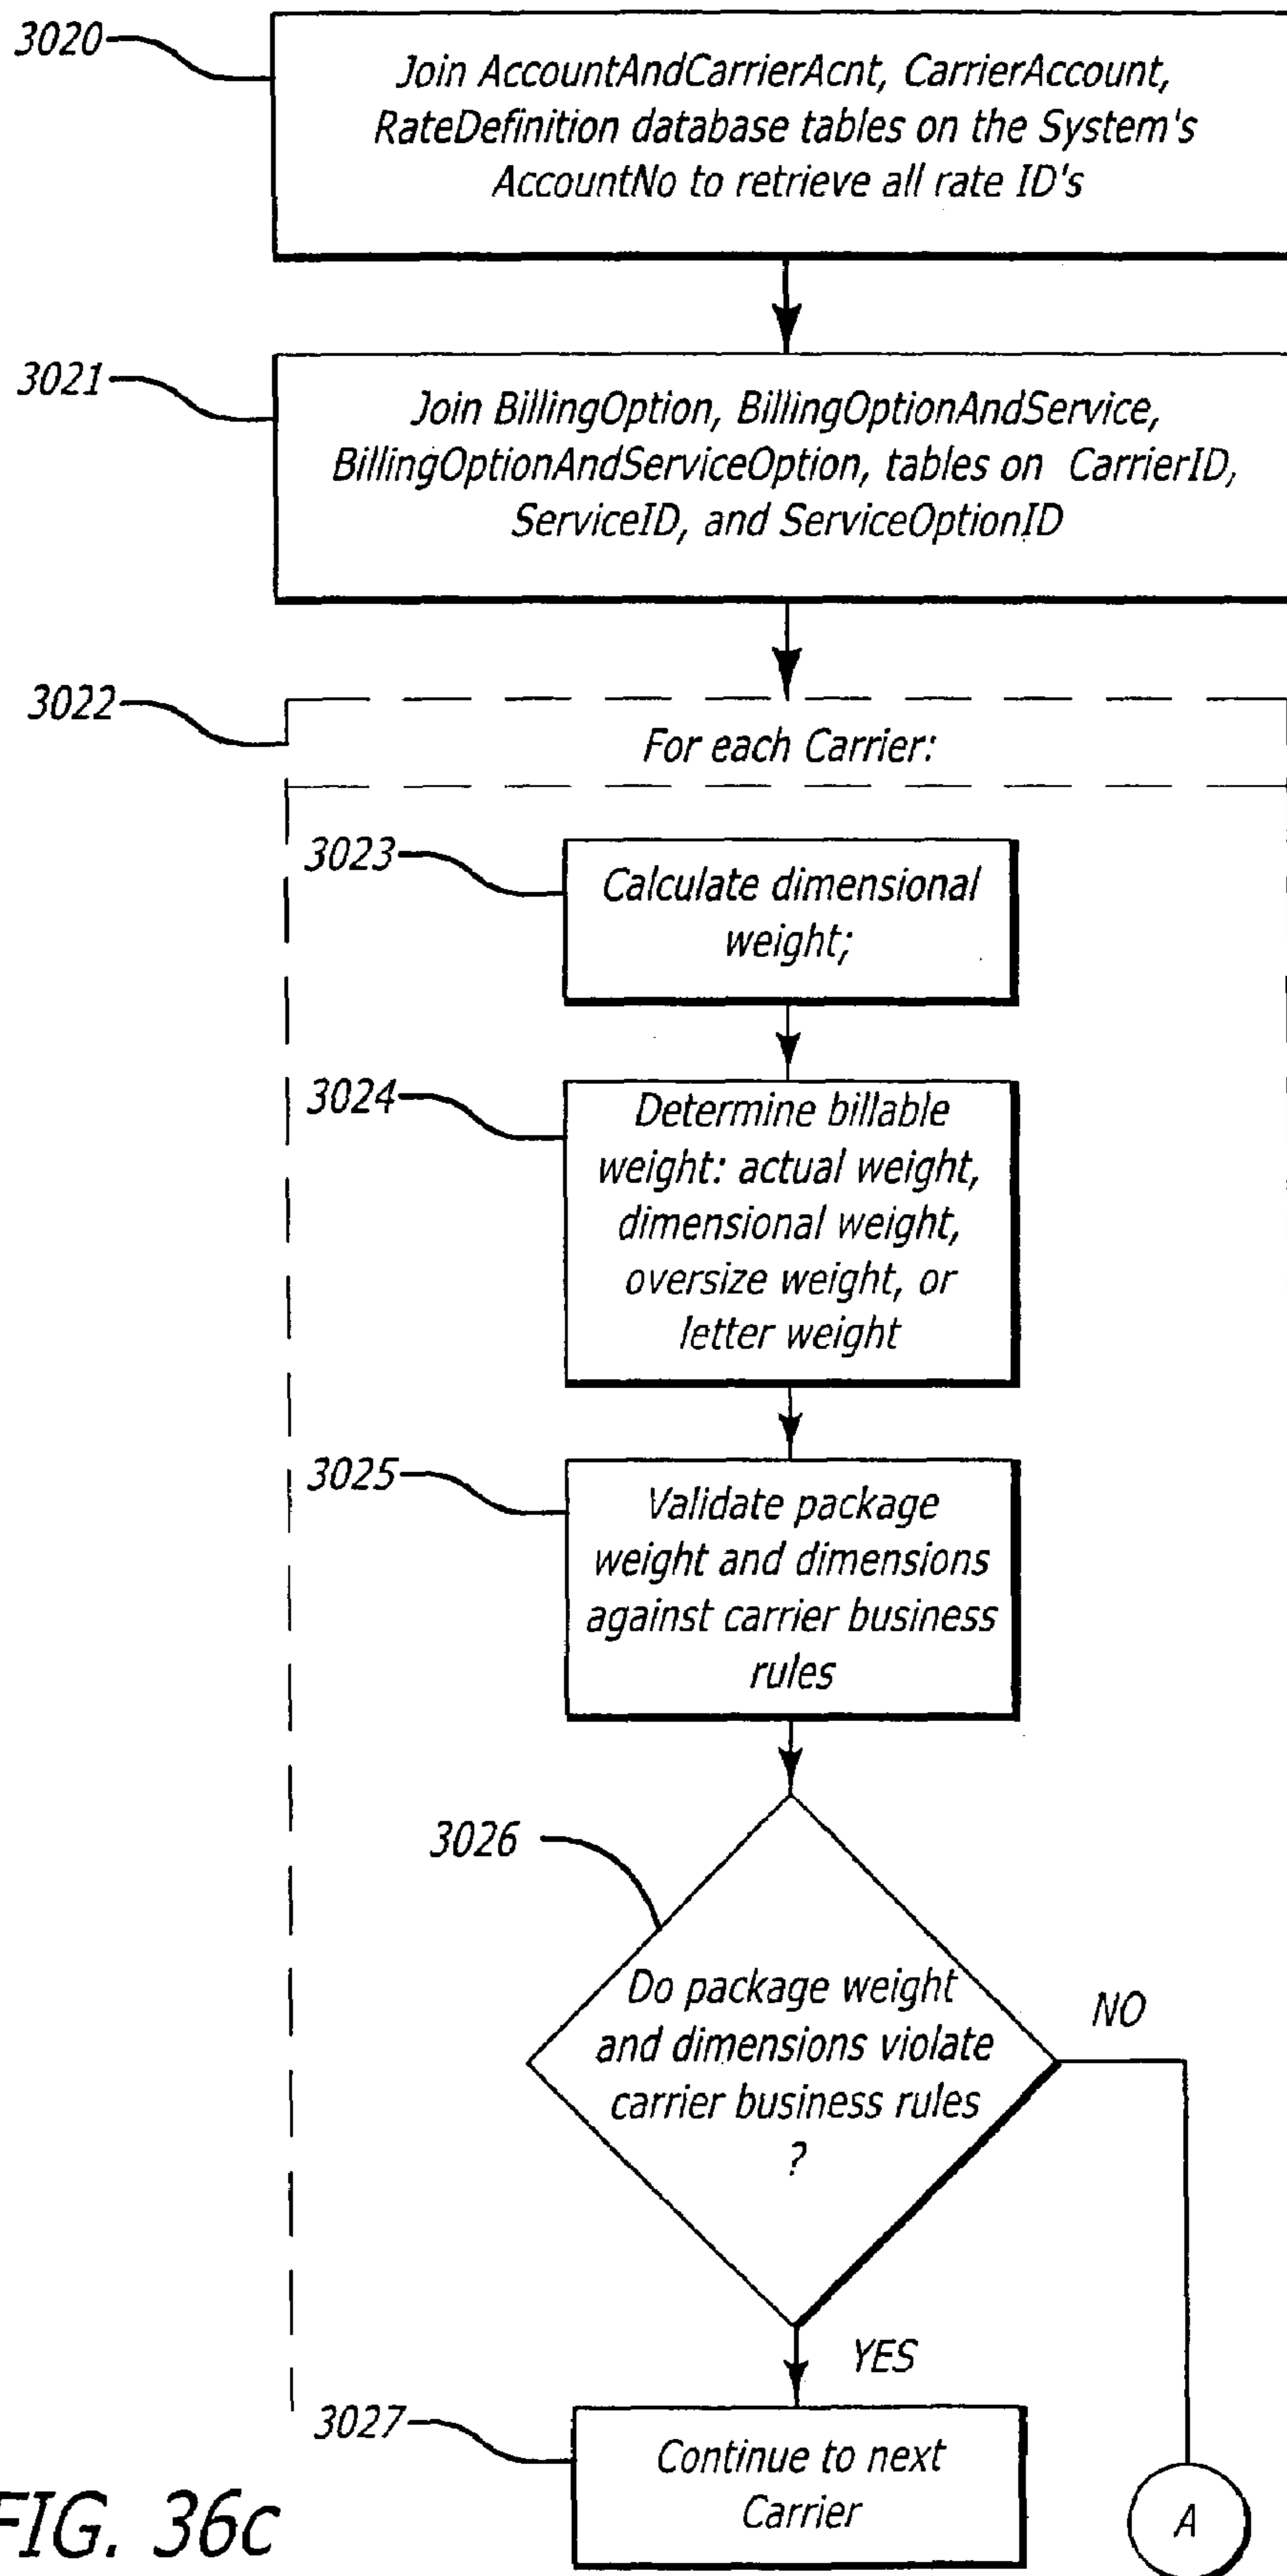 3020
Join AccountAndCarrierAcnt, CarrierAccount,
RateDefinition database tables on the System's
AccountNo to retrieve all rate ID's
3021
Join BillingOption, BillingOptionAndService,
BillingOptionAndServiceOption, tables on CarrierID,
ServiceID, and ServiceOptionID
3022
For each Carrier:
3023
Calculate dimensional
weight;
3024
Determine billable
weight: actual weight,
dimensional weight,
oversize weight, or
letter weight
3025
Validate package
weight and dimensions
against carrier business
rules
3026
Do package weight
and dimensions violate
carrier business rules
?
NO
YES
3027
Continue to next
Carrier
A
FIG. 36c